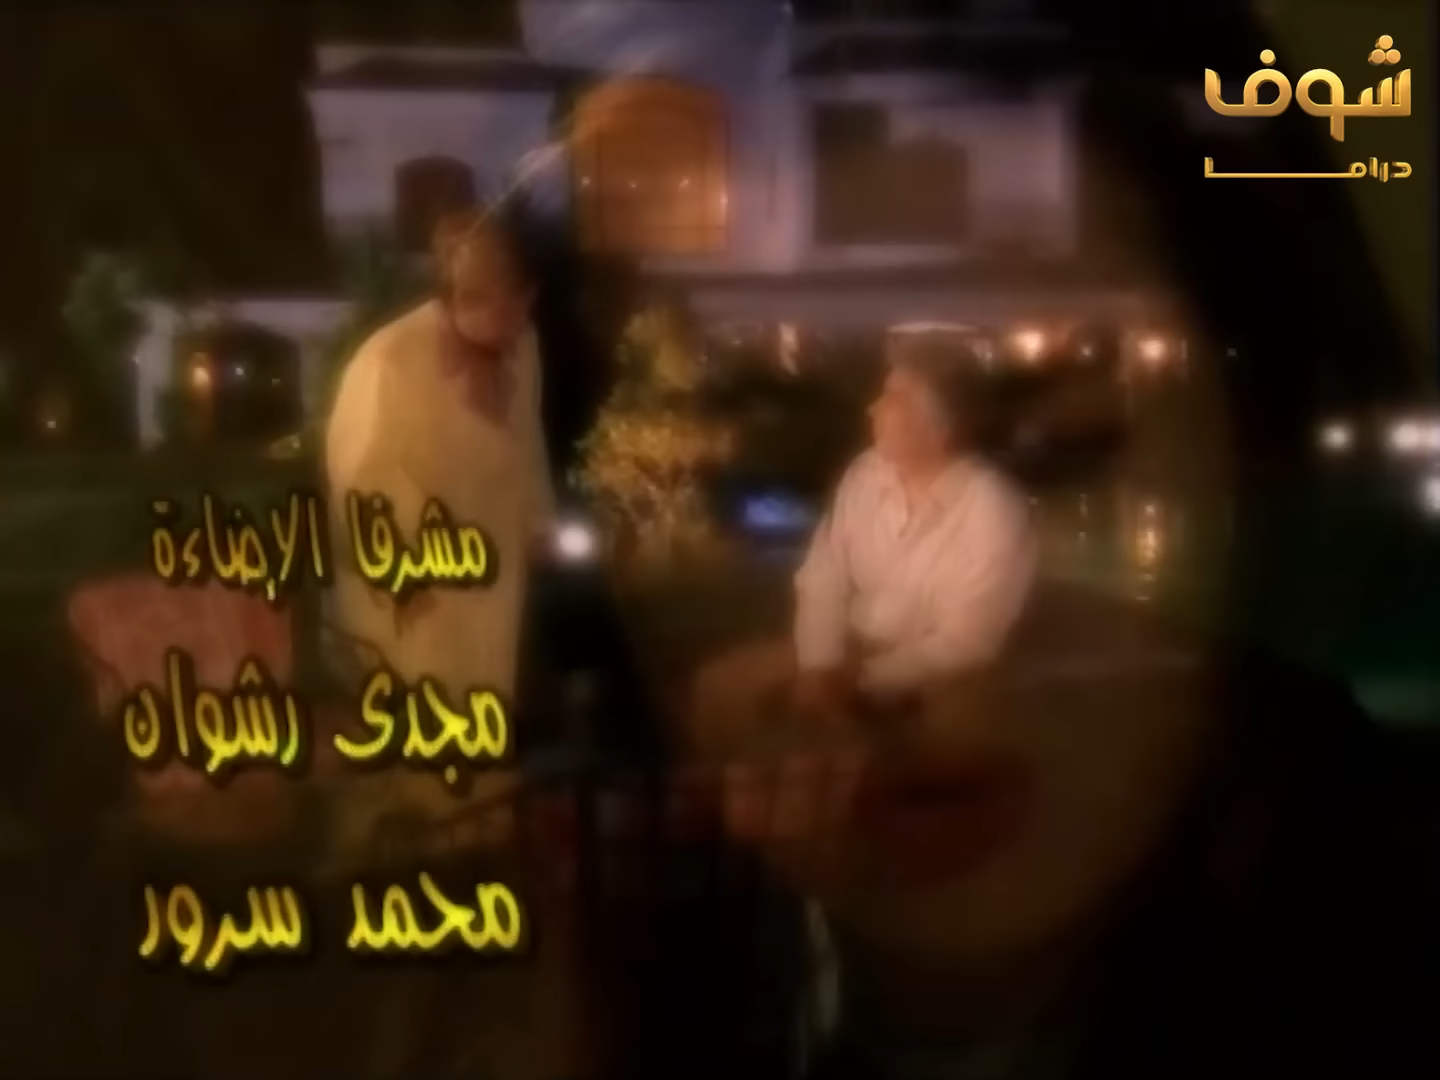 شوف
دراما
مشرفا الإضاءة
مجدى رشوان
محمد سرور